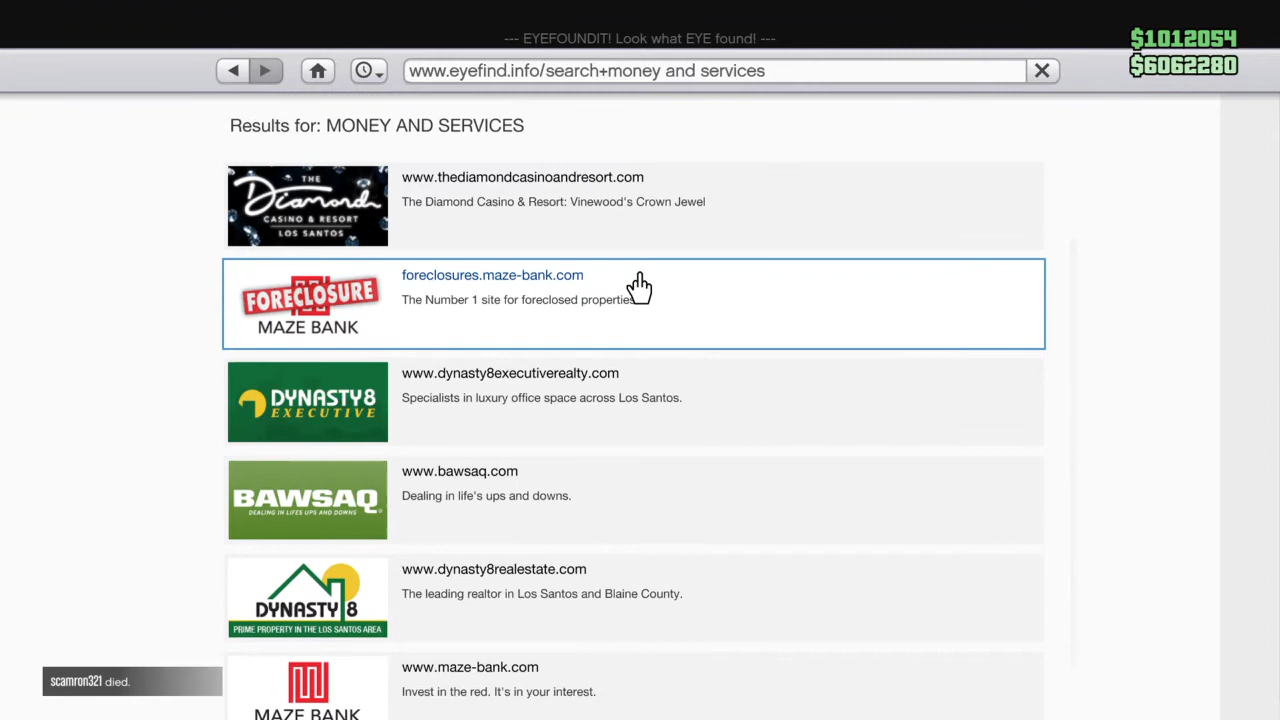 --- EYEFOUNDIT! Look what EYE found! ---
$1012054
$6062280
www.eyefind.info/search+money and services
Results for: MONEY AND SERVICES
THE
Diamond
CASINO & RESORT
LOS SANTOS
www.thediamondcasinoandresort.com
The Diamond Casino & Resort: Vinewood's Crown Jewel
FORECLOSURE
MAZE BANK
foreclosures.maze-bank.com
The Number 1 site for foreclosed properties
DYNASTY8
EXECUTIVE
www.dynasty8executiverealty.com
Specialists in luxury office space across Los Santos.
BAWSAQ
DEALING IN LIFE'S UPS AND DOWNS
www.bawsaq.com
Dealing in life's ups and downs.
DYNASTY 8
PRIME PROPERTY IN THE LOS SANTOS AREA
www.dynasty8realestate.com
The leading realtor in Los Santos and Blaine County.
MAZE BANK
www.maze-bank.com
Invest in the red. It's in your interest.
scamron321 died.